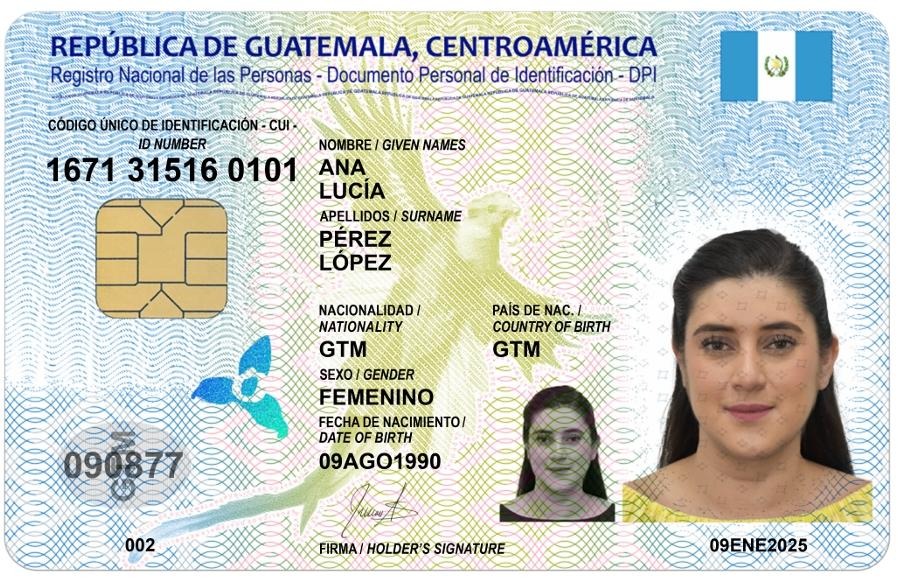 REPÚBLICA DE GUATEMALA, CENTROAMÉRICA
Registro Nacional de las Personas - Documento Personal de Identificación - DPI
CÓDIGO ÚNICO DE IDENTIFICACIÓN - CUI -
ID NUMBER
1671 31516 0101
NOMBRE / GIVEN NAMES
ANA
LUCÍA
APELLIDOS / SURNAME
PÉREZ
LÓPEZ
NACIONALIDAD /
NATIONALITY
GTM
PAÍS DE NAC. /
COUNTRY OF BIRTH
GTM
SEXO / GENDER
FEMENINO
FECHA DE NACIMIENTO /
DATE OF BIRTH
09AGO1990
090877
GTM
002
FIRMA / HOLDER'S SIGNATURE
09ENE2025